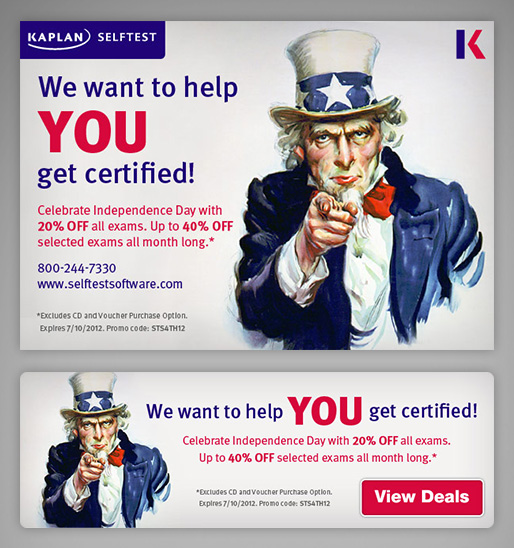 KAPLAN SELFTEST
K
We want to help
YOU
get certified!
Celebrate Independence Day with
20% OFF all exams. Up to 40% OFF
selected exams all month long.*
800-244-7330
www.selftestsoftware.com
*Excludes CD and Voucher Purchase Option.
Expires 7/10/2012. Promo code: STS4TH12
We want to help YOU get certified!
Celebrate Independence Day with 20% OFF all exams.
Up to 40% OFF selected exams all month long.*
*Excludes CD and Voucher Purchase Option.
Expires 7/10/2012. Promo code: STS4TH12
View Deals